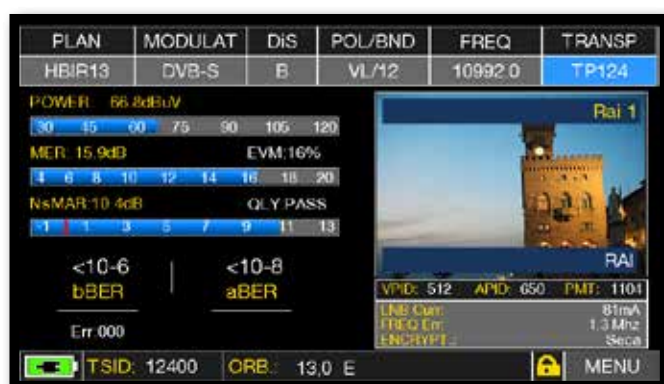 PLAN MODULAT DiS POL/BND FREQ TRANSP
HBIR13 DVB-S B VL/12 10992.0 TP124
POWER: 66.8dBuV
30 45 60 75 90 105 120
MER: 15.9dB EVM:16%
4 6 8 10 12 14 16 18 20
NsMAR:10.4dB QLY:PASS
-1 1 3 5 7 9 11 13
<10-6 | <10-8
bBER aBER
Err:000
Rai 1
RAI
VPID: 512 APID: 650 PMT: 1104
LNB Curr: 81mA
FREQ Err: 1.3 Mhz
ENCRYPT.: Seca
TSID: 12400 ORB.: 13,0 E MENU